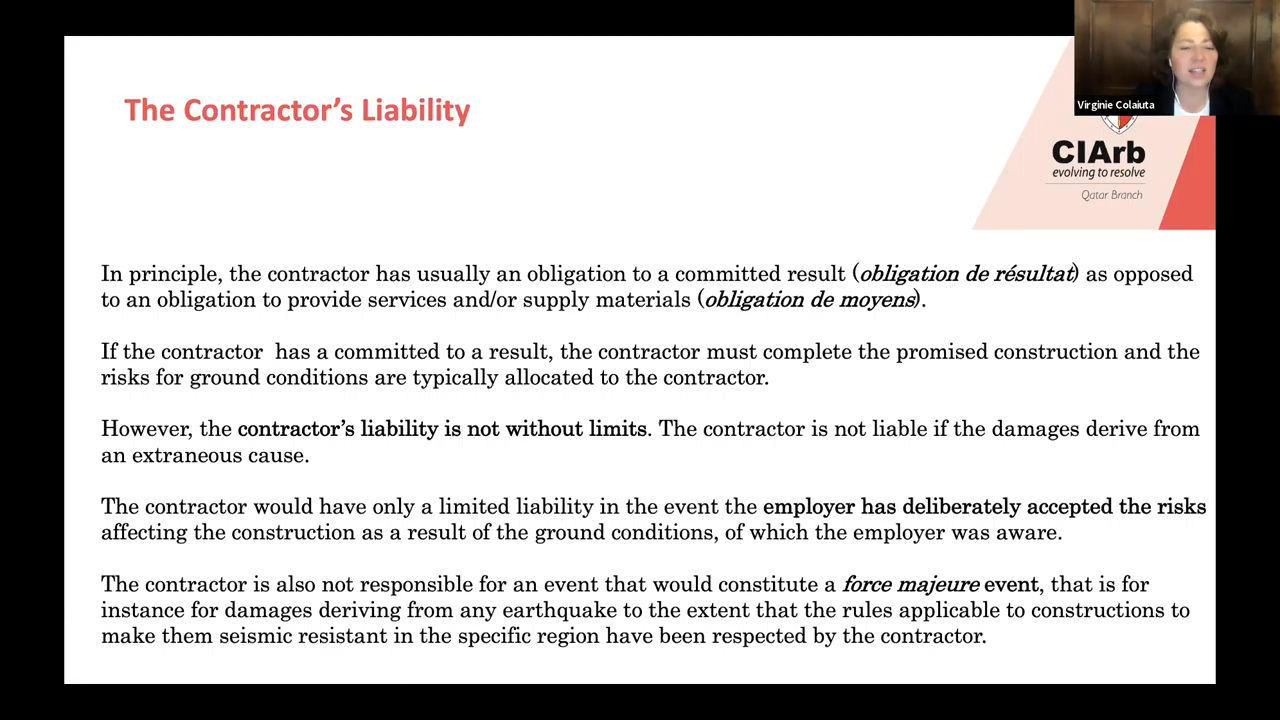 The Contractor's Liability
Virginie Colaiuta
CIArb
evolving to resolve
Qatar Branch
In principle, the contractor has usually an obligation to a committed result (obligation de résultat) as opposed
to an obligation to provide services and/or supply materials (obligation de moyens).
If the contractor  has a committed to a result, the contractor must complete the promised construction and the
risks for ground conditions are typically allocated to the contractor.
However, the contractor's liability is not without limits. The contractor is not liable if the damages derive from
an extraneous cause.
The contractor would have only a limited liability in the event the employer has deliberately accepted the risks
affecting the construction as a result of the ground conditions, of which the employer was aware.
The contractor is also not responsible for an event that would constitute a force majeure event, that is for
instance for damages deriving from any earthquake to the extent that the rules applicable to constructions to
make them seismic resistant in the specific region have been respected by the contractor.